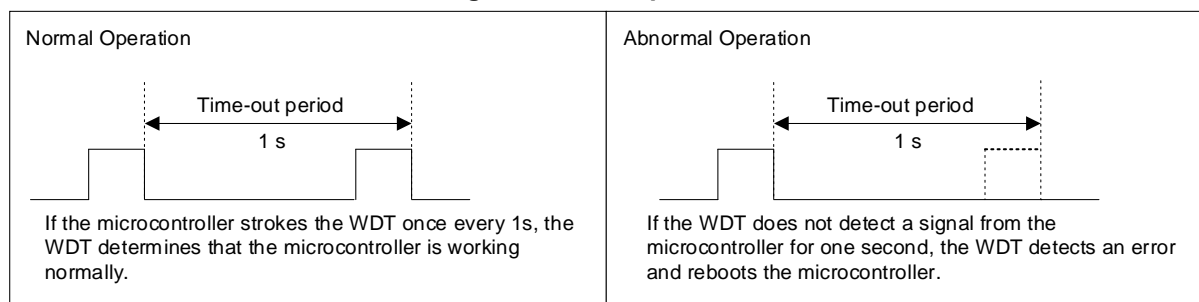 Normal Operation
Time-out period
1 s
If the microcontroller strokes the WDT once every 1s, the
WDT determines that the microcontroller is working
normally.
Abnormal Operation
Time-out period
1 s
If the WDT does not detect a signal from the
microcontroller for one second, the WDT detects an error
and reboots the microcontroller.